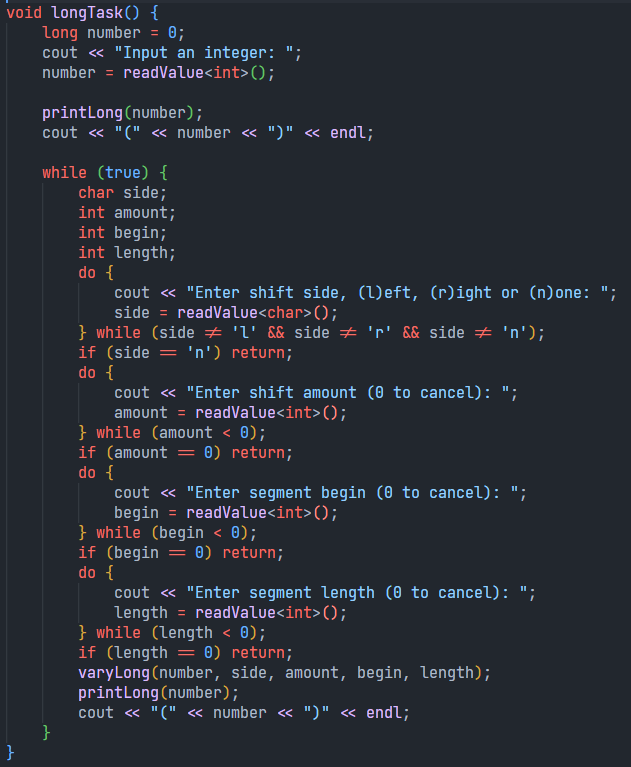 void longTask() {
    long number = 0;
    cout << "Input an integer: ";
    number = readValue<int>();

    printLong(number);
    cout << "(" << number << ")" << endl;

    while (true) {
        char side;
        int amount;
        int begin;
        int length;
        do {
            cout << "Enter shift side, (l)eft, (r)ight or (n)one: ";
            side = readValue<char>();
        } while (side != 'l' && side != 'r' && side != 'n');
        if (side == 'n') return;
        do {
            cout << "Enter shift amount (0 to cancel): ";
            amount = readValue<int>();
        } while (amount < 0);
        if (amount == 0) return;
        do {
            cout << "Enter segment begin (0 to cancel): ";
            begin = readValue<int>();
        } while (begin < 0);
        if (begin == 0) return;
        do {
            cout << "Enter segment length (0 to cancel): ";
            length = readValue<int>();
        } while (length < 0);
        if (length == 0) return;
        varyLong(number, side, amount, begin, length);
        printLong(number);
        cout << "(" << number << ")" << endl;
    }
}